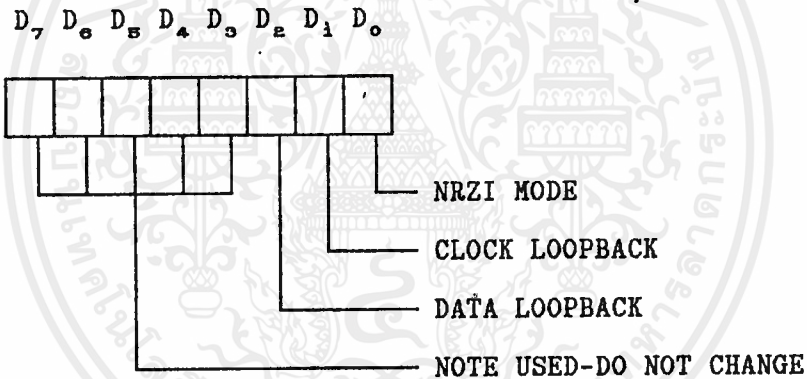 D₇ D₆ D₅ D₄ D₃ D₂ D₁ D₀
NRZI MODE
CLOCK LOOPBACK
DATA LOOPBACK
NOTE USED-DO NOT CHANGE